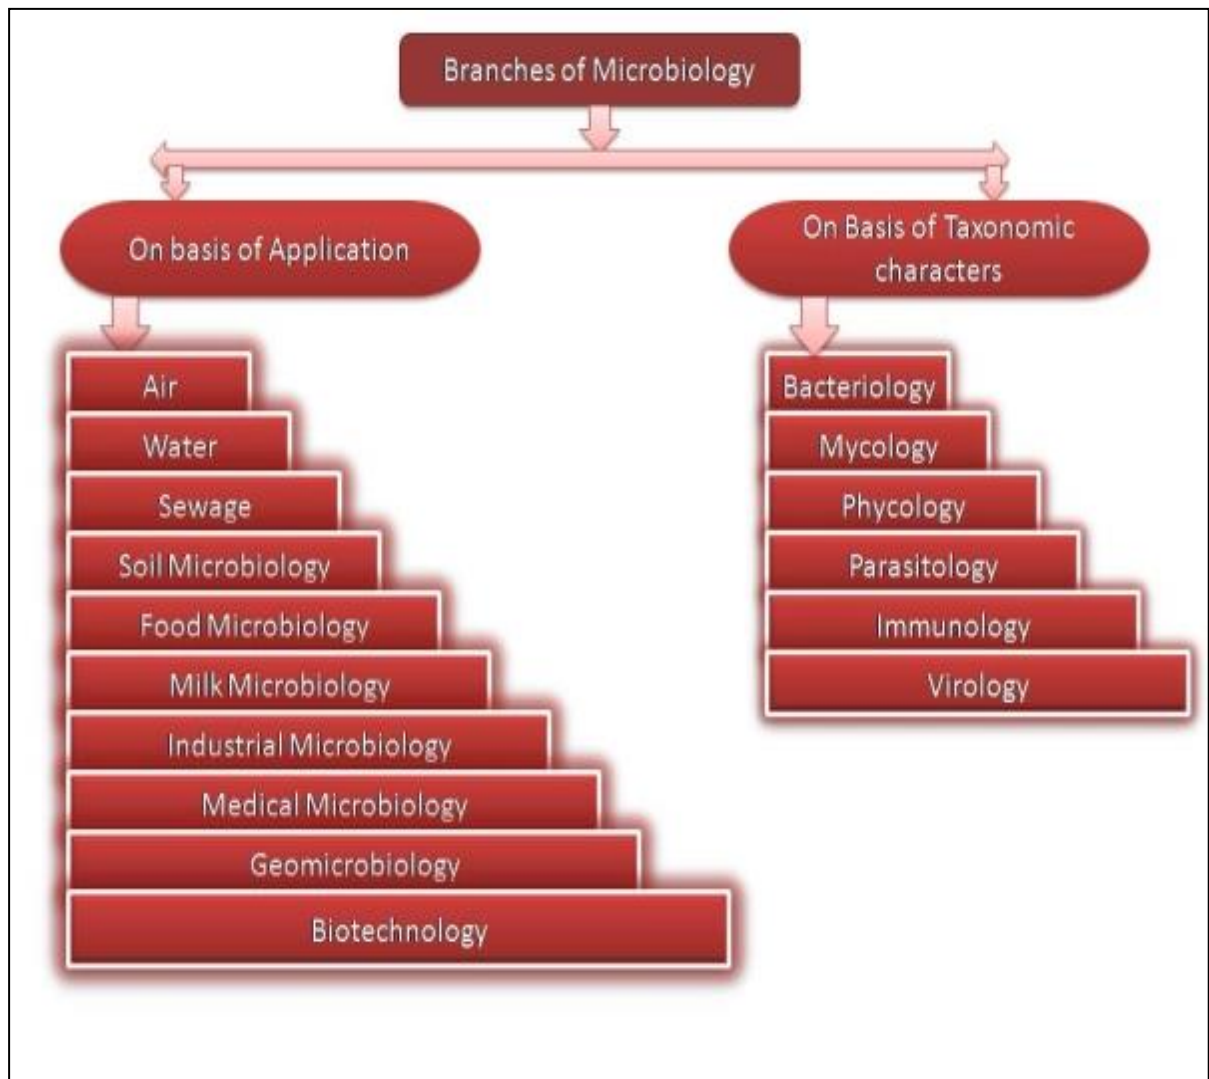 Branches of Microbiology
On basis of Application
Air
Water
Sewage
Soil Microbiology
Food Microbiology
Milk Microbiology
Industrial Microbiology
Medical Microbiology
Geomicrobiology
Biotechnology
On Basis of Taxonomic
characters
Bacteriology
Mycology
Phycology
Parasitology
Immunology
Virology